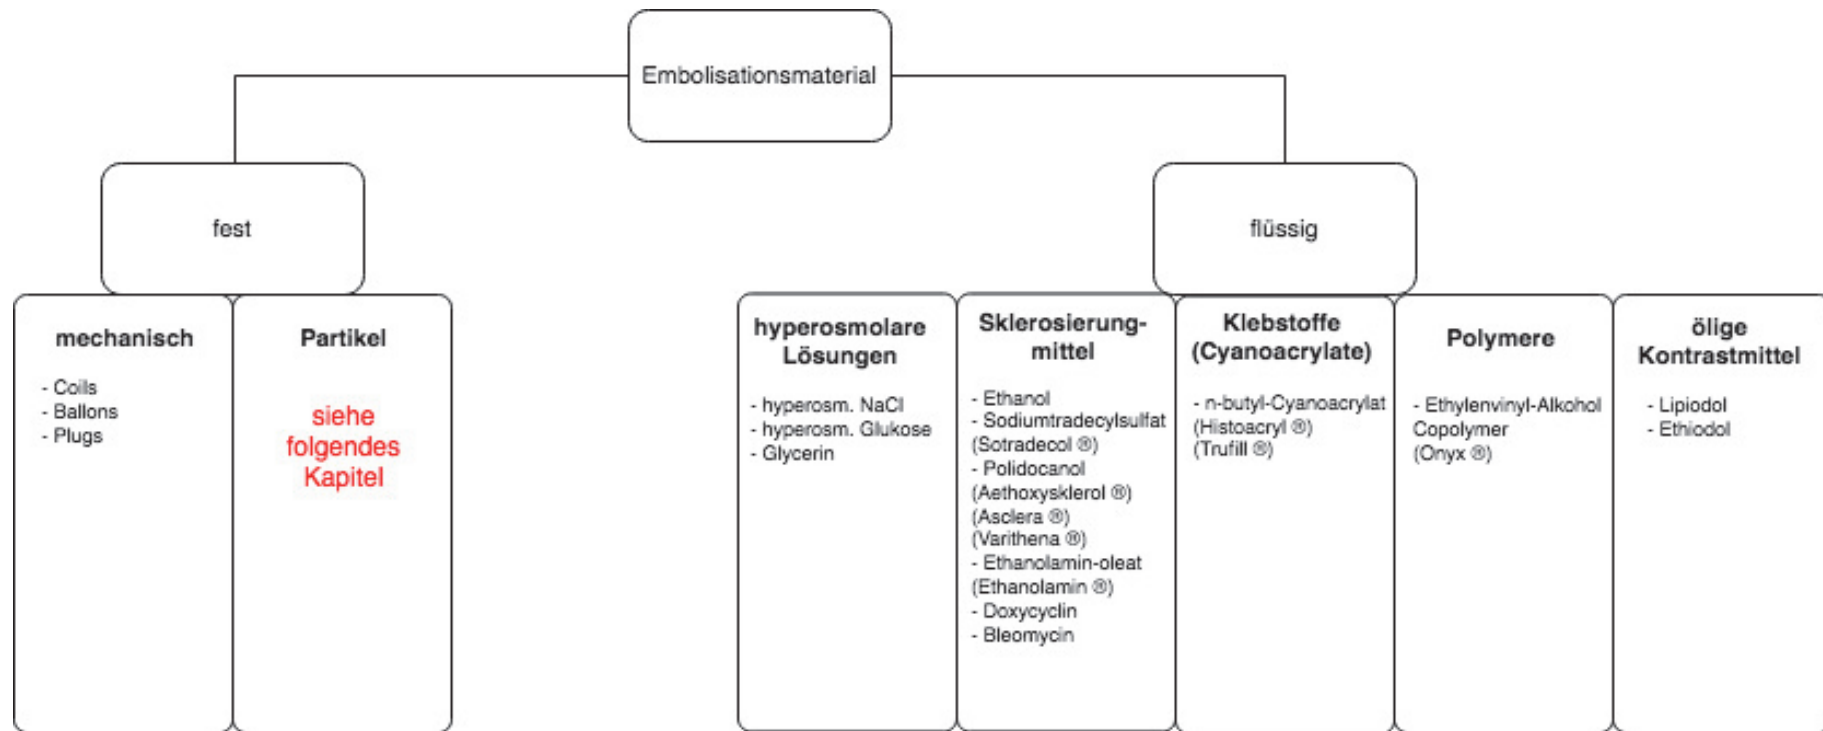 Embolisationsmaterial
fest
flüssig
mechanisch
- Coils
- Ballons
- Plugs
Partikel
siehe
folgendes
Kapitel
hyperosmolare
Lösungen
- hyperosm. NaCl
- hyperosm. Glukose
- Glycerin
Sklerosierung-
mittel
- Ethanol
- Sodiumtradecylsulfat
(Sotradecol ®)
- Polidocanol
(Aethoxysklerol ®)
(Asclera ®)
(Varithena ®)
- Ethanolamin-oleat
(Ethanolamin ®)
- Doxycyclin
- Bleomycin
Klebstoffe
(Cyanoacrylate)
- n-butyl-Cyanoacrylat
(Histoacryl ®)
(Trufill ®)
Polymere
- Ethylenvinyl-Alkohol
Copolymer
(Onyx ®)
ölige
Kontrastmittel
- Lipiodol
- Ethiodol